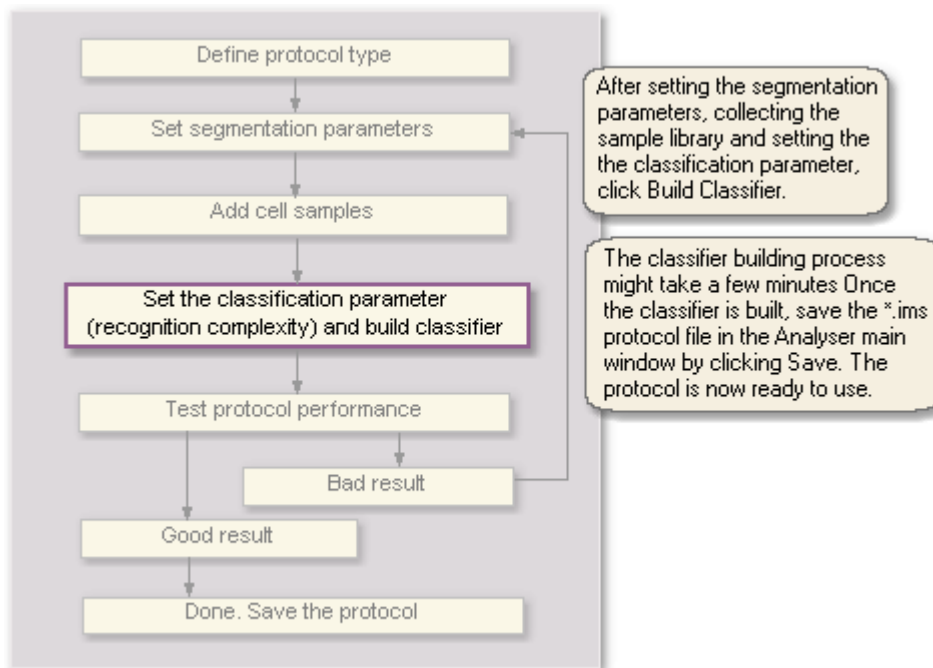 Define protocol type
Set segmentation parameters
Add cell samples
Set the classification parameter
(recognition complexity) and build classifier
Test protocol performance
Bad result
Good result
Done. Save the protocol
After setting the segmentation
parameters, collecting the
sample library and setting the
the classification parameter,
click Build Classifier.
The classifier building process
might take a few minutes Once
the classifier is built, save the *.ims
protocol file in the Analyser main
window by clicking Save. The
protocol is now ready to use.